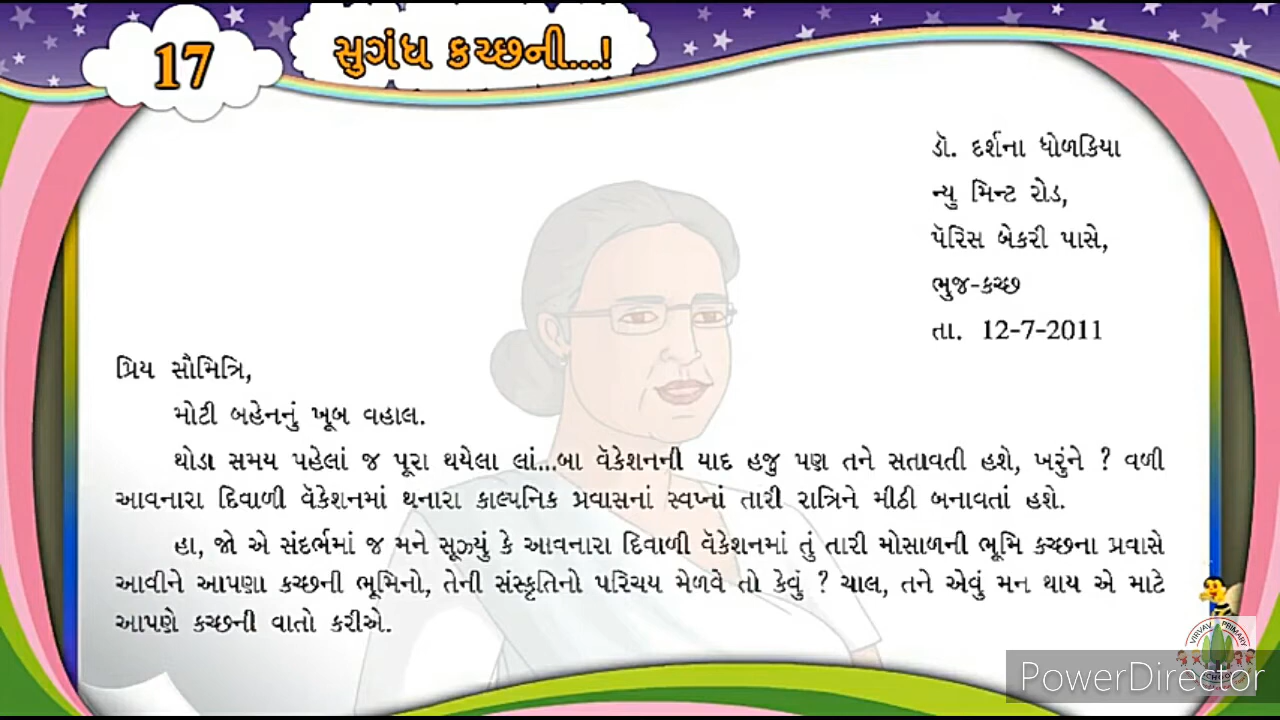 17
સુગંધ કચ્છની...!
ડૉ. દર્શના ધોળકિયા
ન્યુ મિન્ટ રોડ,
પૅરિસ બેકરી પાસે,
ભુજ-કચ્છ
તા. 12-7-2011
પ્રિય સૌમિત્રિ,
મોટી બહેનનું ખૂબ વહાલ.
થોડા સમય પહેલાં જ પૂરા થયેલા લાં...બા વૅકેશનની યાદ હજુ પણ તને સતાવતી હશે, ખરુંને ? વળી
આવનારા દિવાળી વૅકેશનમાં થનારા કાલ્પનિક પ્રવાસનાં સ્વપ્નાં તારી રાત્રિને મીઠી બનાવતાં હશે.
હા, જો એ સંદર્ભમાં જ મને સૂઝ્યું કે આવનારા દિવાળી વૅકેશનમાં તું તારી મોસાળની ભૂમિ કચ્છના પ્રવાસે
આવીને આપણા કચ્છની ભૂમિનો, તેની સંસ્કૃતિનો પરિચય મેળવે તો કેવું ? ચાલ, તને એવું મન થાય એ માટે
આપણે કચ્છની વાતો કરીએ.
VIRVAV PRIMARY
SCHOOL
PowerDirector